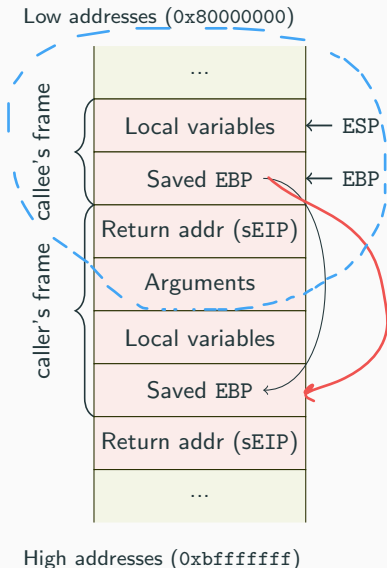 Low addresses (0x80000000)
...
callee's frame
Local variables
ESP
Saved EBP
EBP
caller's frame
Return addr (sEIP)
Arguments
Local variables
Saved EBP
Return addr (sEIP)
...
High addresses (0xbfffffff)